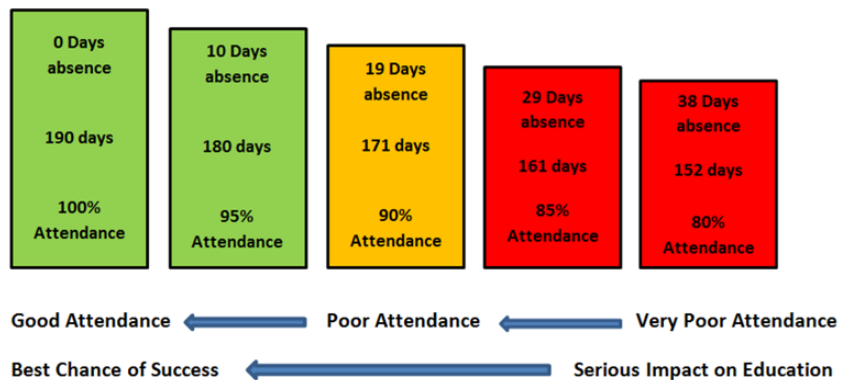 0 Days
absence
190 days
100%
Attendance
10 Days
absence
180 days
95%
Attendance
19 Days
absence
171 days
90%
Attendance
29 Days
absence
161 days
85%
Attendance
38 Days
absence
152 days
80%
Attendance
Good Attendance Poor Attendance Very Poor Attendance
Best Chance of Success Serious Impact on Education